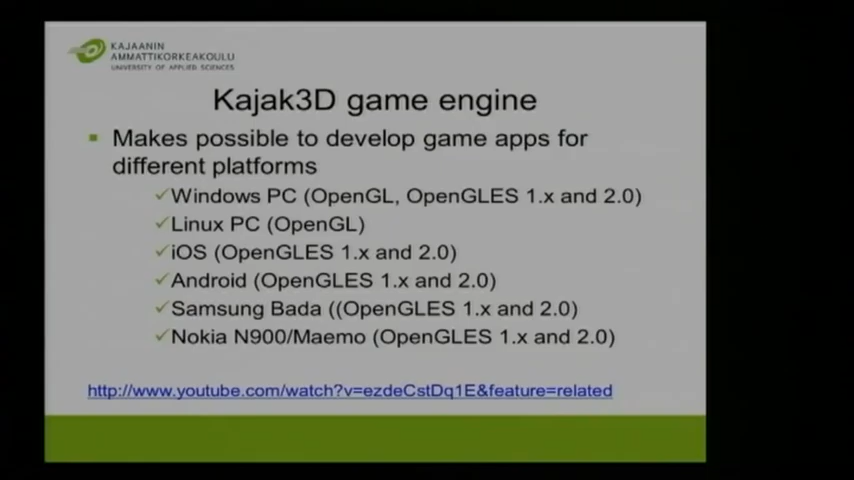 KAJAANIN
AMMATTIKORKEAKOULU
UNIVERSITY OF APPLIED SCIENCES
Kajak3D game engine
Makes possible to develop game apps for
different platforms
Windows PC (OpenGL, OpenGLES 1.x and 2.0)
Linux PC (OpenGL)
iOS (OpenGLES 1.x and 2.0)
Android (OpenGLES 1.x and 2.0)
Samsung Bada ((OpenGLES 1.x and 2.0)
Nokia N900/Maemo (OpenGLES 1.x and 2.0)
http://www.youtube.com/watch?v=ezdeCstDq1E&feature=related